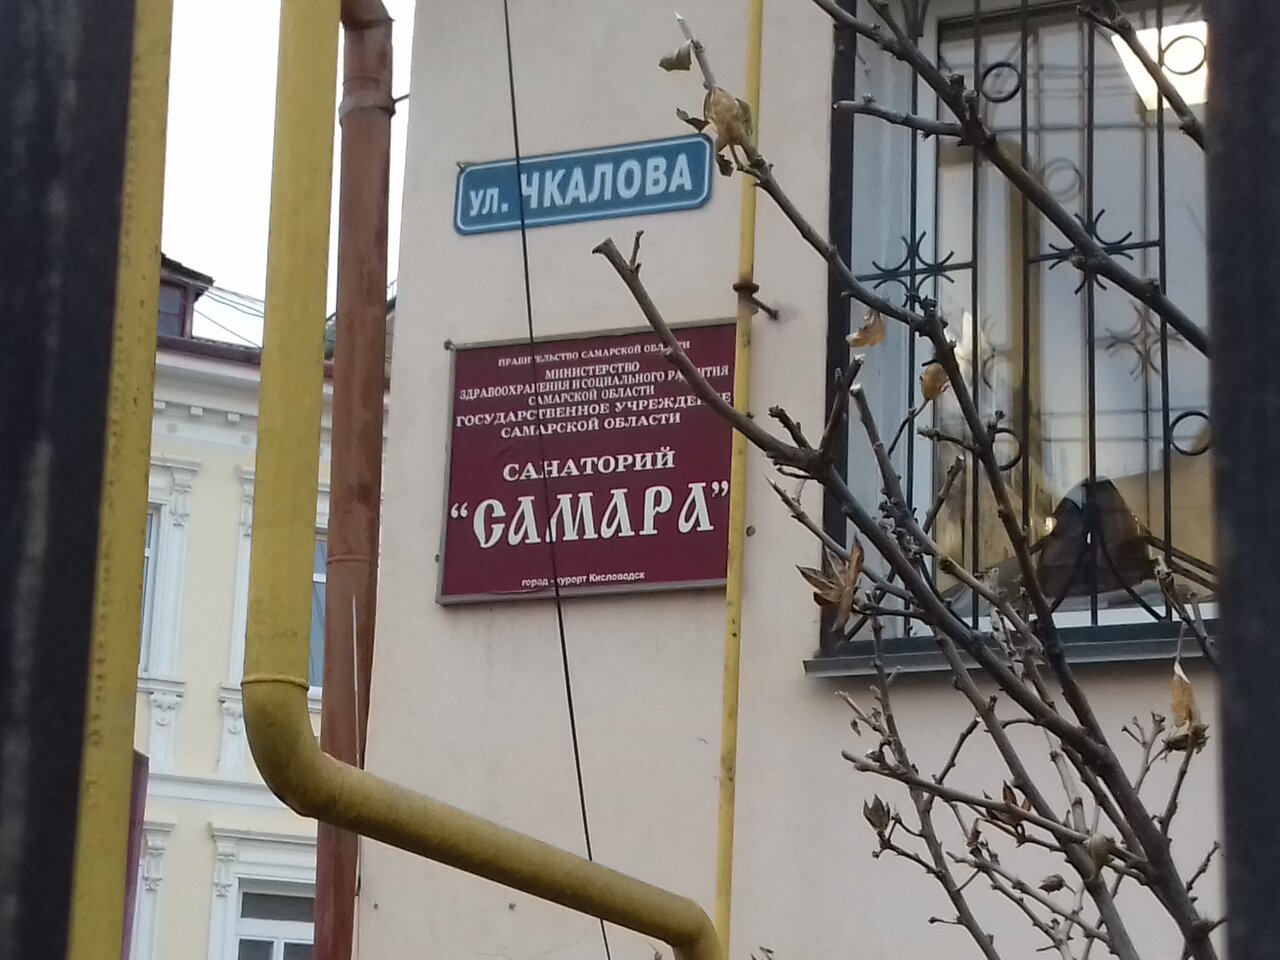 ул. ЧКАЛОВА
ПРАВИТЕЛЬСТВО САМАРСКОЙ ОБЛАСТИ
МИНИСТЕРСТВО
ЗДРАВООХРАНЕНИЯ И СОЦИАЛЬНОГО РАЗВИТИЯ
САМАРСКОЙ ОБЛАСТИ
ГОСУДАРСТВЕННОЕ УЧРЕЖДЕНИЕ
САМАРСКОЙ ОБЛАСТИ
САНАТОРИЙ
“САМАРА”
город - курорт Кисловодск